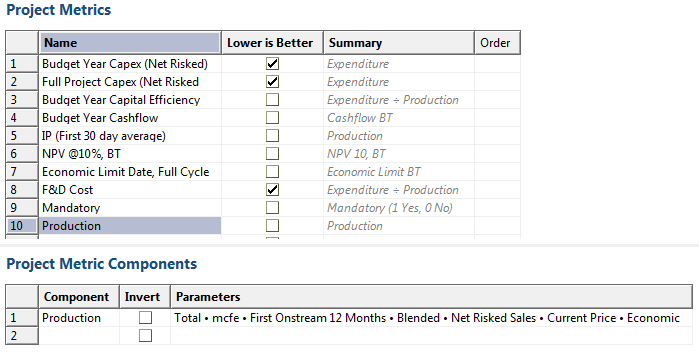 Project Metrics
Name Lower is Better Summary Order
1 Budget Year Capex (Net Risked) Expenditure
2 Full Project Capex (Net Risked Expenditure
3 Budget Year Capital Efficiency Expenditure ÷ Production
4 Budget Year Cashflow Cashflow BT
5 IP (First 30 day average) Production
6 NPV @10%, BT NPV 10, BT
7 Economic Limit Date, Full Cycle Economic Limit BT
8 F&D Cost Expenditure ÷ Production
9 Mandatory Mandatory (1 Yes, 0 No)
10 Production Production
Project Metric Components
Component Invert Parameters
1 Production Total • mcfe • First Onstream 12 Months • Blended • Net Risked Sales • Current Price • Economic
2